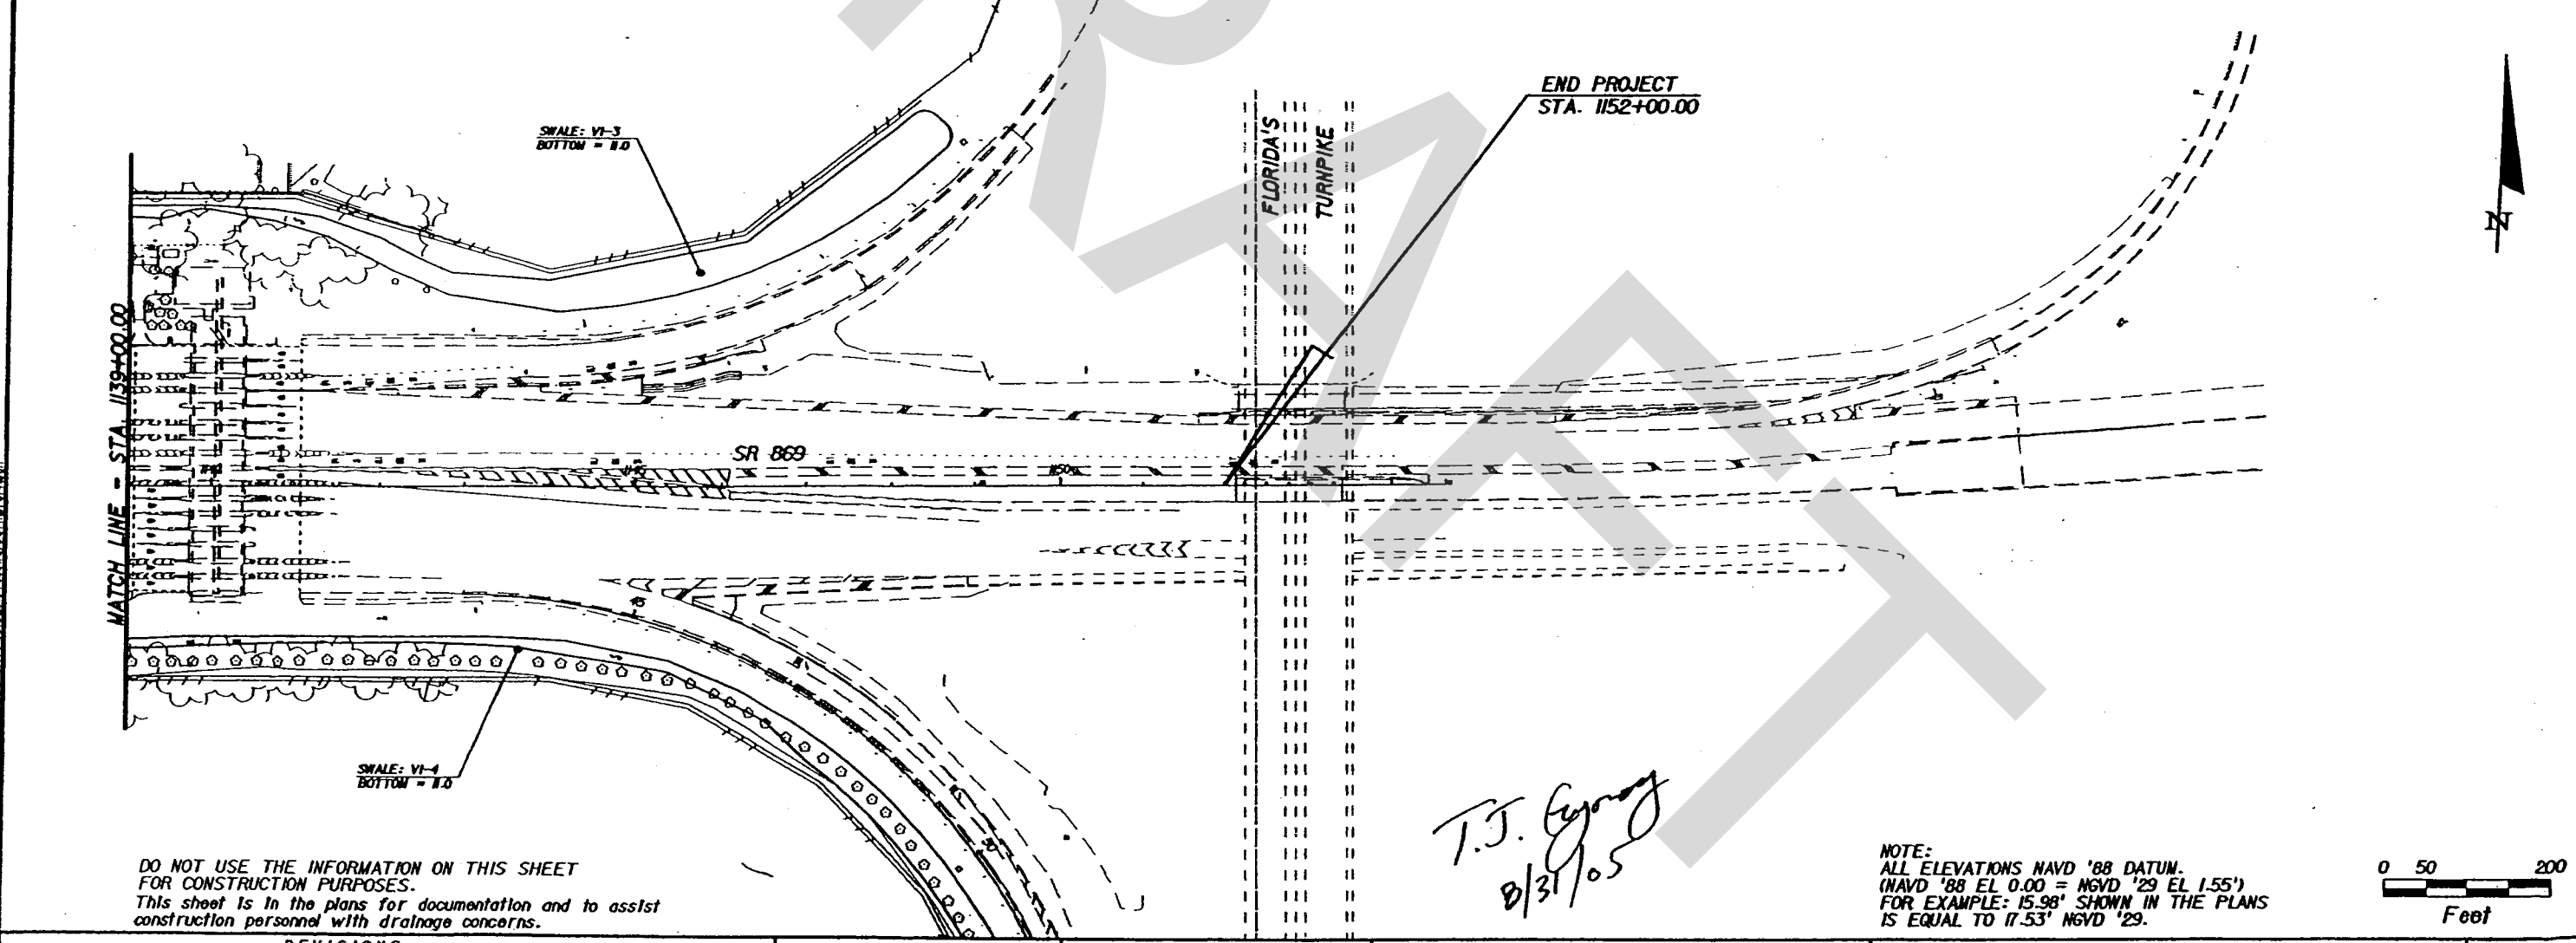 DRAFT
END PROJECT
STA. 1152+00.00
SWALE: VI-3
BOTTOM = 11.0
FLORIDA'S
TURNPIKE
N
MATCH LINE - STA. 1139+00.00
SR 869
1150
SWALE: VI-4
BOTTOM = 11.0
T.J.
8/31/05
DO NOT USE THE INFORMATION ON THIS SHEET
FOR CONSTRUCTION PURPOSES.
This sheet is in the plans for documentation and to assist
construction personnel with drainage concerns.
NOTE:
ALL ELEVATIONS NAVD '88 DATUM.
(NAVD '88 EL 0.00 = NGVD '29 EL 1.55')
FOR EXAMPLE: 15.98' SHOWN IN THE PLANS
IS EQUAL TO 17.53' NGVD '29.
0 50 200
Feet
REVISIONS